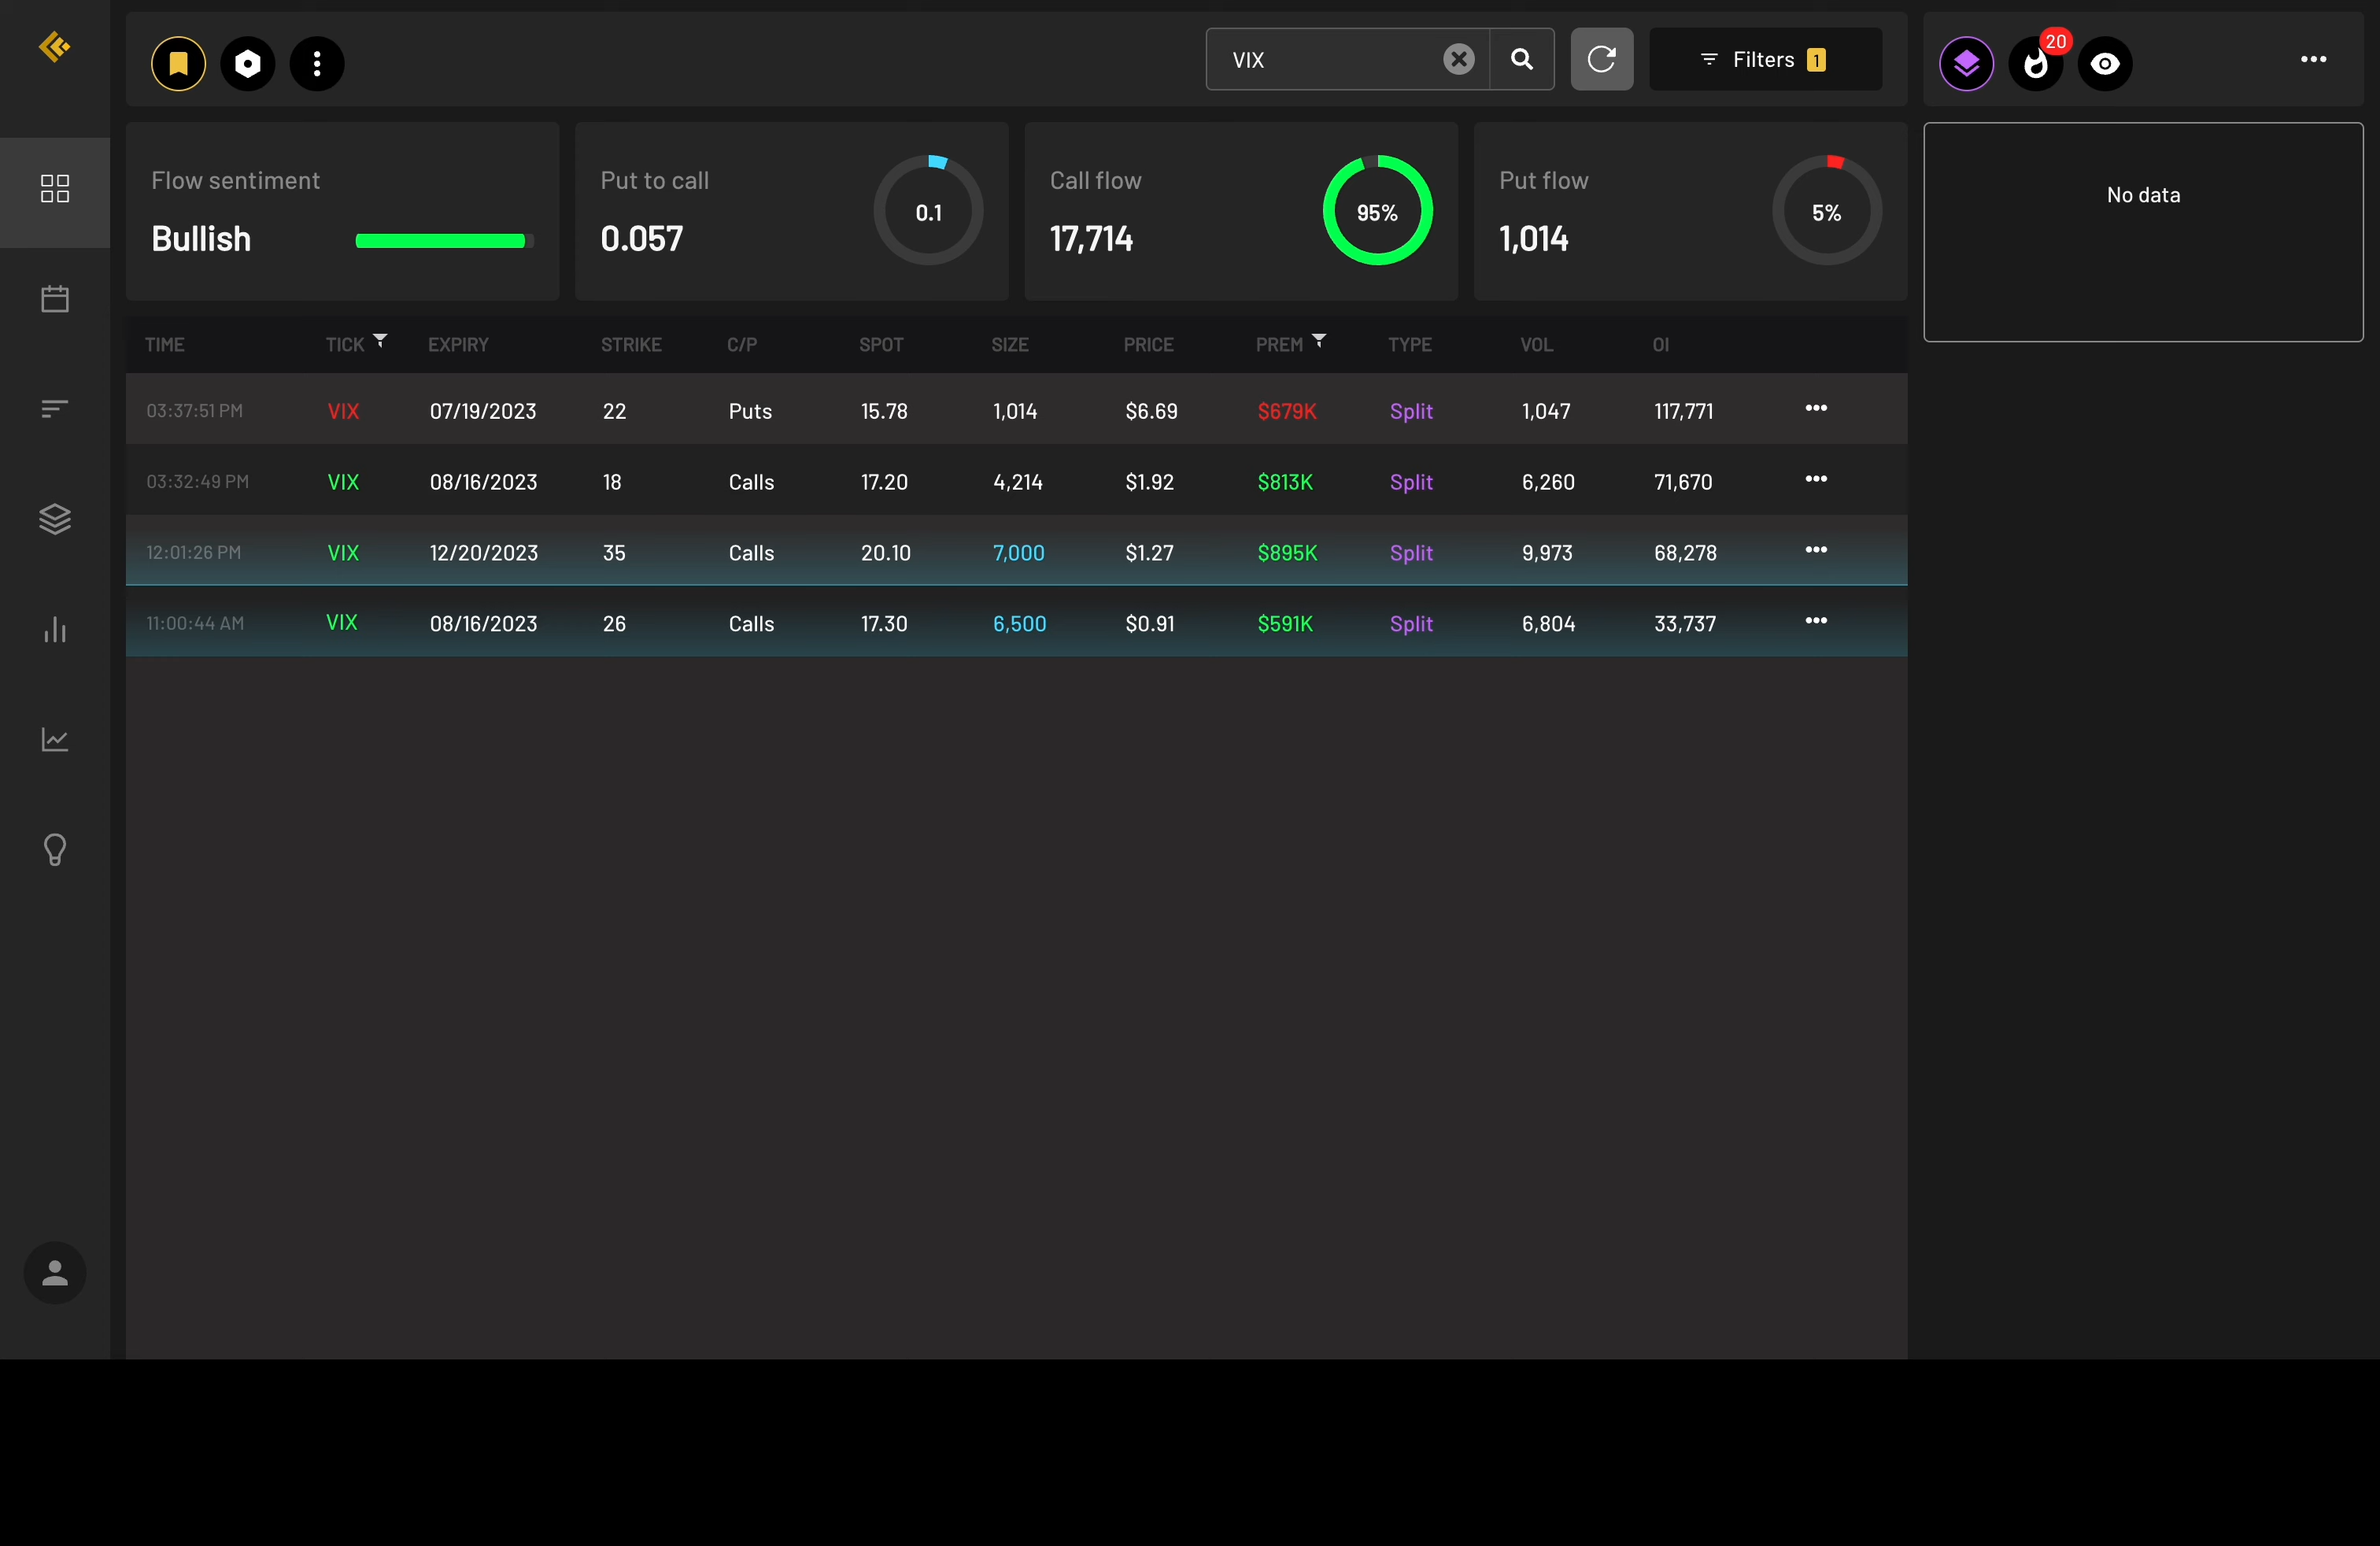 VIX
Filters 1
20
Flow sentiment
Bullish
Put to call
0.057
0.1
Call flow
17,714
95%
Put flow
1,014
5%
No data
TIME TICK EXPIRY STRIKE C/P SPOT SIZE PRICE PREM TYPE VOL OI
03:37:51 PM VIX 07/19/2023 22 Puts 15.78 1,014 $6.69 $679K Split 1,047 117,771
03:32:49 PM VIX 08/16/2023 18 Calls 17.20 4,214 $1.92 $813K Split 6,260 71,670
12:01:26 PM VIX 12/20/2023 35 Calls 20.10 7,000 $1.27 $895K Split 9,973 68,278
11:00:44 AM VIX 08/16/2023 26 Calls 17.30 6,500 $0.91 $591K Split 6,804 33,737